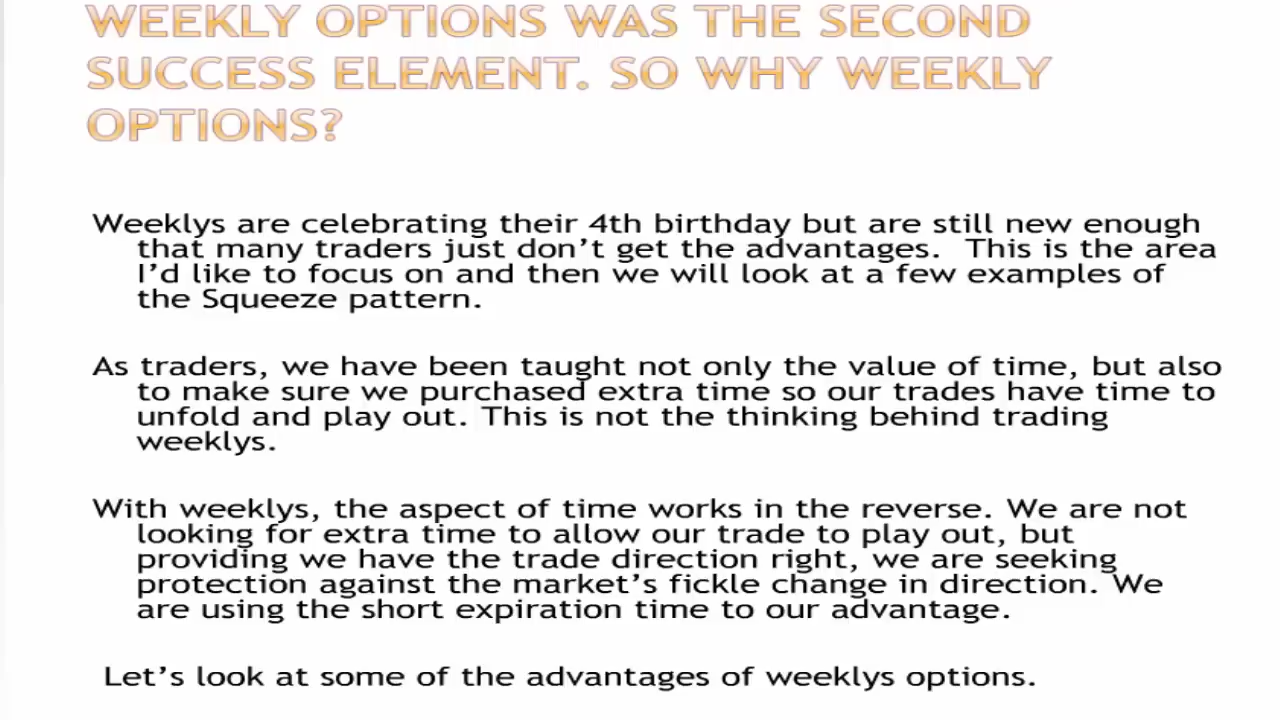 WEEKLY OPTIONS WAS THE SECOND
SUCCESS ELEMENT. SO WHY WEEKLY
OPTIONS?
Weeklys are celebrating their 4th birthday but are still new enough
that many traders just don't get the advantages.  This is the area
I'd like to focus on and then we will look at a few examples of
the Squeeze pattern.
As traders, we have been taught not only the value of time, but also
to make sure we purchased extra time so our trades have time to
unfold and play out. This is not the thinking behind trading
weeklys.
With weeklys, the aspect of time works in the reverse. We are not
looking for extra time to allow our trade to play out, but
providing we have the trade direction right, we are seeking
protection against the market's fickle change in direction. We
are using the short expiration time to our advantage.
Let's look at some of the advantages of weeklys options.